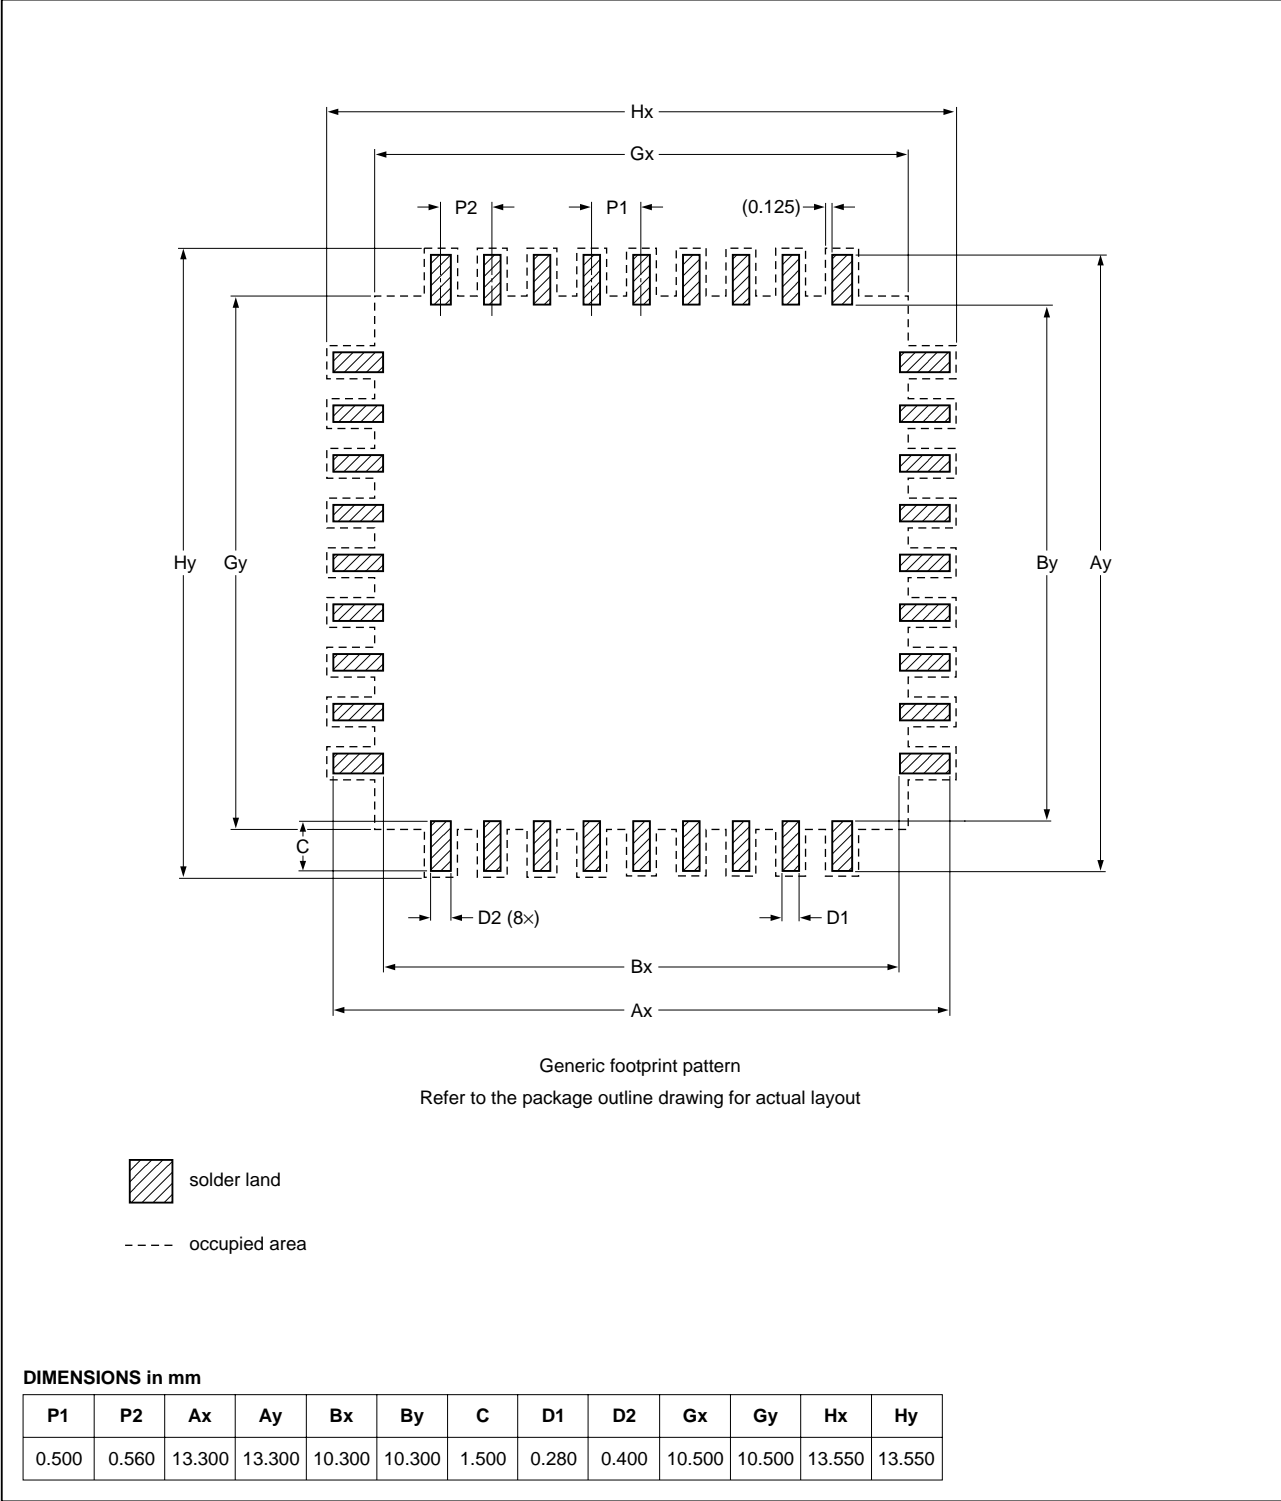 Hx
Gx
P2 P1 (0.125)
Hy Gy By Ay
C
D2 (8×) D1
Bx
Ax
Generic footprint pattern
Refer to the package outline drawing for actual layout
solder land
occupied area
DIMENSIONS in mm
P1 P2 Ax Ay Bx By C D1 D2 Gx Gy Hx Hy
0.500 0.560 13.300 13.300 10.300 10.300 1.500 0.280 0.400 10.500 10.500 13.550 13.550